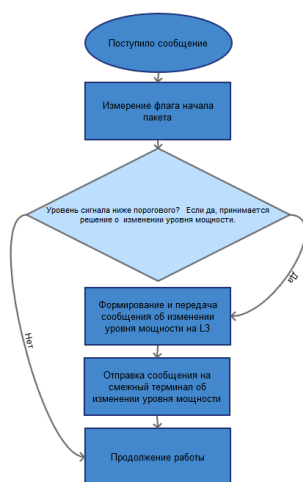 Поступило сообщение
Измерение флага начала
пакета
Уровень сигнала ниже порогового? Если да, принимается
решение о изменении уровня мощности.
Да
Формирование и передача
сообщения об изменении
уровня мощности на L3
Нет
Отправка сообщения на
смежный терминал об
изменении уровня мощности
Продолжение работы